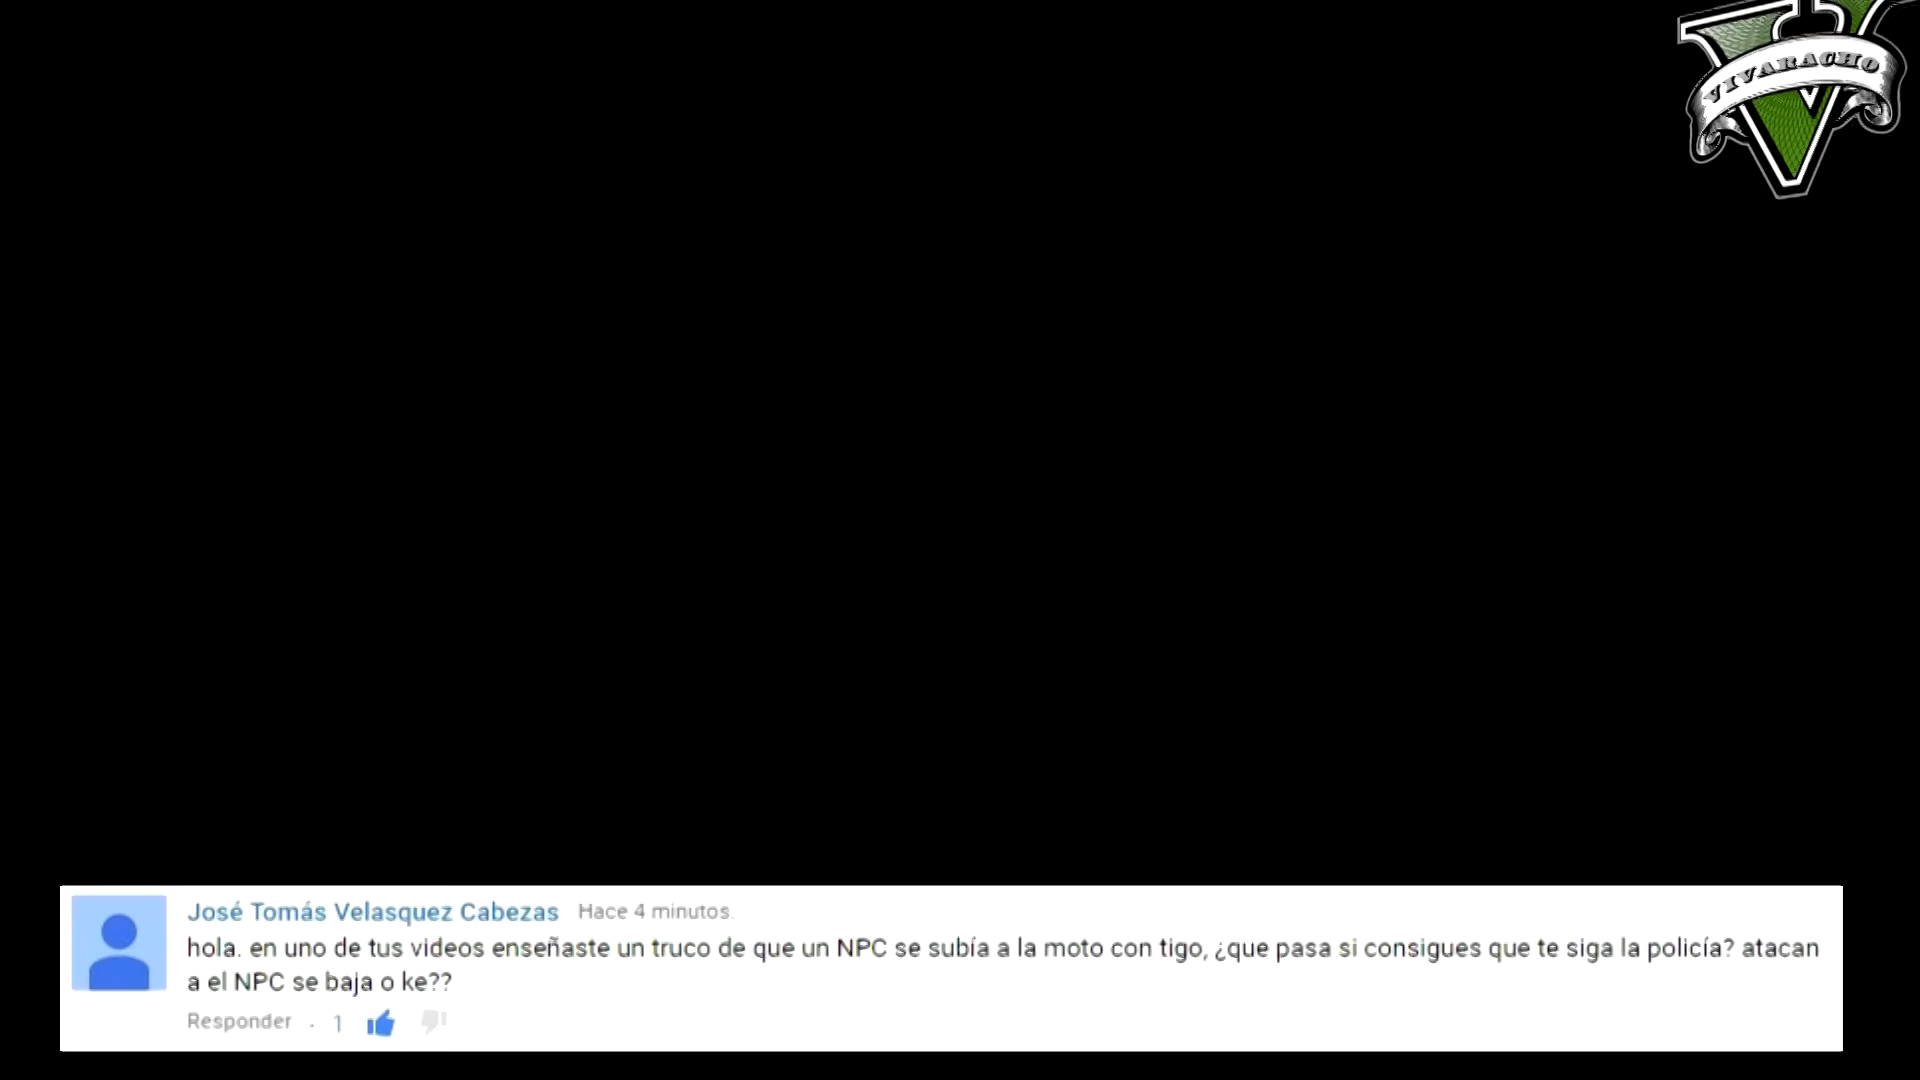 VIVARACHO
José Tomás Velasquez Cabezas Hace 4 minutos.
hola. en uno de tus videos enseñaste un truco de que un NPC se subía a la moto con tigo, ¿que pasa si consigues que te siga la policía? atacan
a el NPC se baja o ke??
Responder . 1